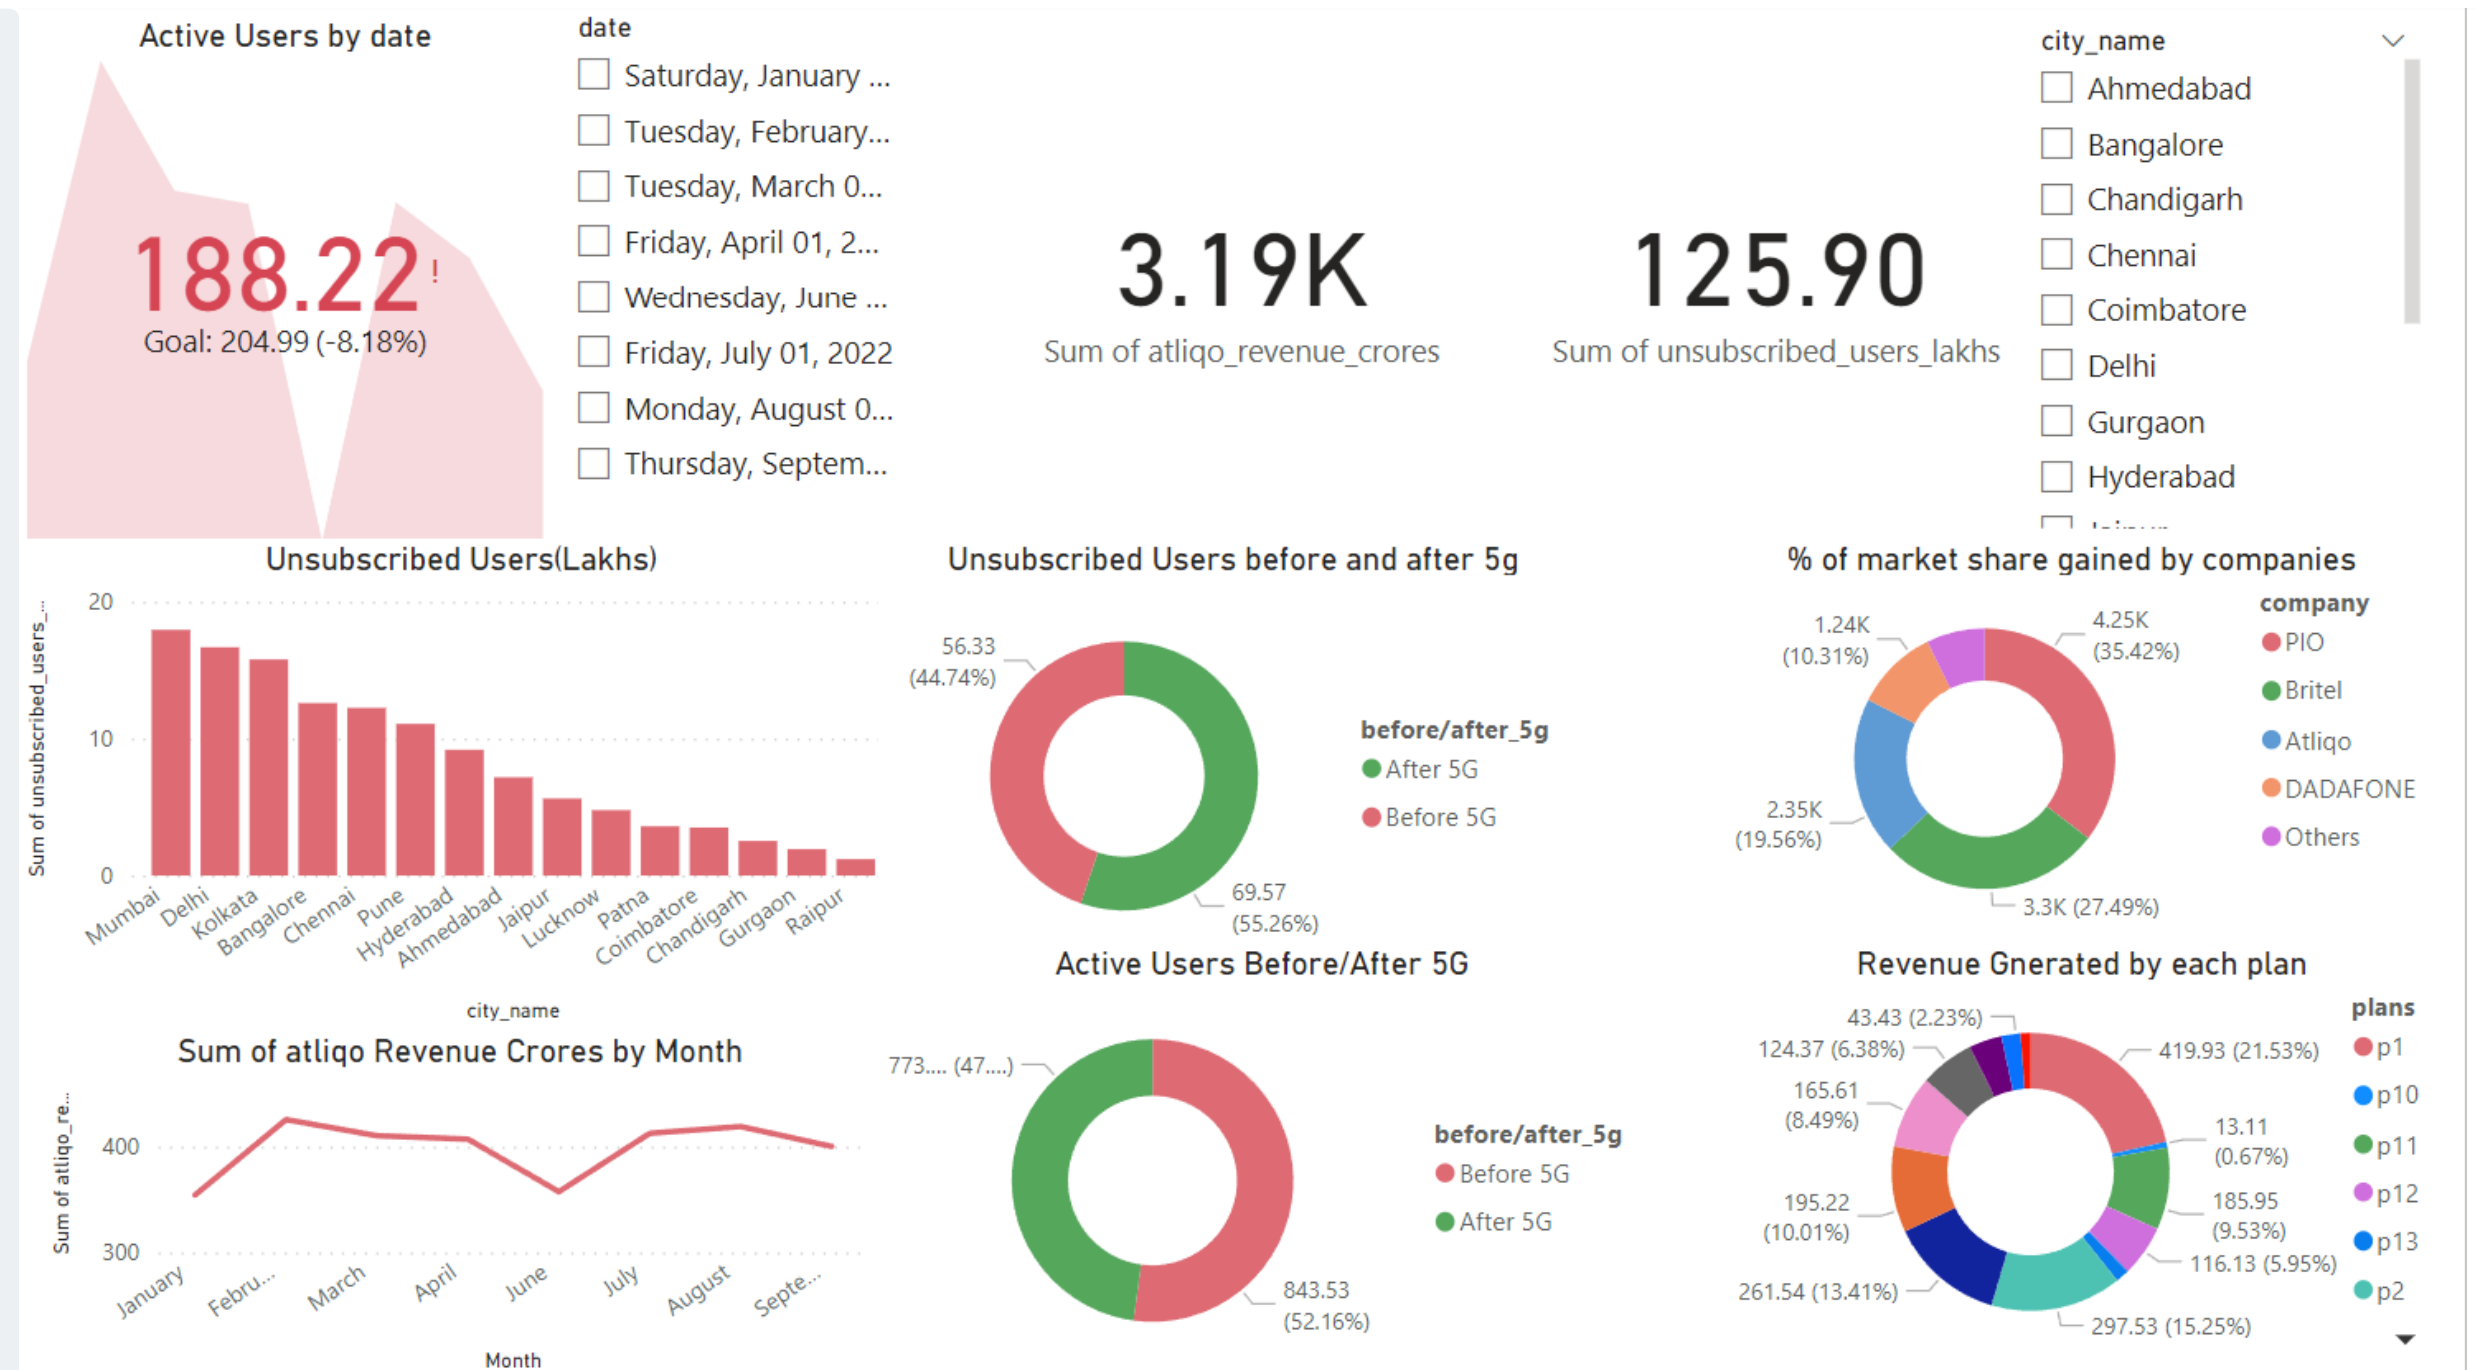 Active Users by date
188.22!
Goal: 204.99 (-8.18%)
date
Saturday, January ...
Tuesday, February...
Tuesday, March 0...
Friday, April 01, 2...
Wednesday, June ...
Friday, July 01, 2022
Monday, August 0...
Thursday, Septem...
3.19K
Sum of atliqo_revenue_crores
125.90
Sum of unsubscribed_users_lakhs
city_name
Ahmedabad
Bangalore
Chandigarh
Chennai
Coimbatore
Delhi
Gurgaon
Hyderabad
Unsubscribed Users(Lakhs)
Sum of unsubscribed_users_...
20
10
0
Mumbai
Delhi
Kolkata
Bangalore
Chennai
Pune
Hyderabad
Ahmedabad
Jaipur
Lucknow
Patna
Coimbatore
Chandigarh
Gurgaon
Raipur
city_name
Unsubscribed Users before and after 5g
56.33
(44.74%)
69.57
(55.26%)
before/after_5g
After 5G
Before 5G
% of market share gained by companies
1.24K
(10.31%)
4.25K
(35.42%)
2.35K
(19.56%)
3.3K (27.49%)
company
PIO
Britel
Atliqo
DADAFONE
Others
Sum of atliqo Revenue Crores by Month
Sum of atliqo_re...
400
300
January
Febru...
March
April
June
July
August
Septe...
Month
Active Users Before/After 5G
773.... (47....)
843.53
(52.16%)
before/after_5g
Before 5G
After 5G
Revenue Gnerated by each plan
43.43 (2.23%)
124.37 (6.38%)
165.61
(8.49%)
195.22
(10.01%)
261.54 (13.41%)
419.93 (21.53%)
13.11
(0.67%)
185.95
(9.53%)
116.13 (5.95%)
297.53 (15.25%)
plans
p1
p10
p11
p12
p13
p2